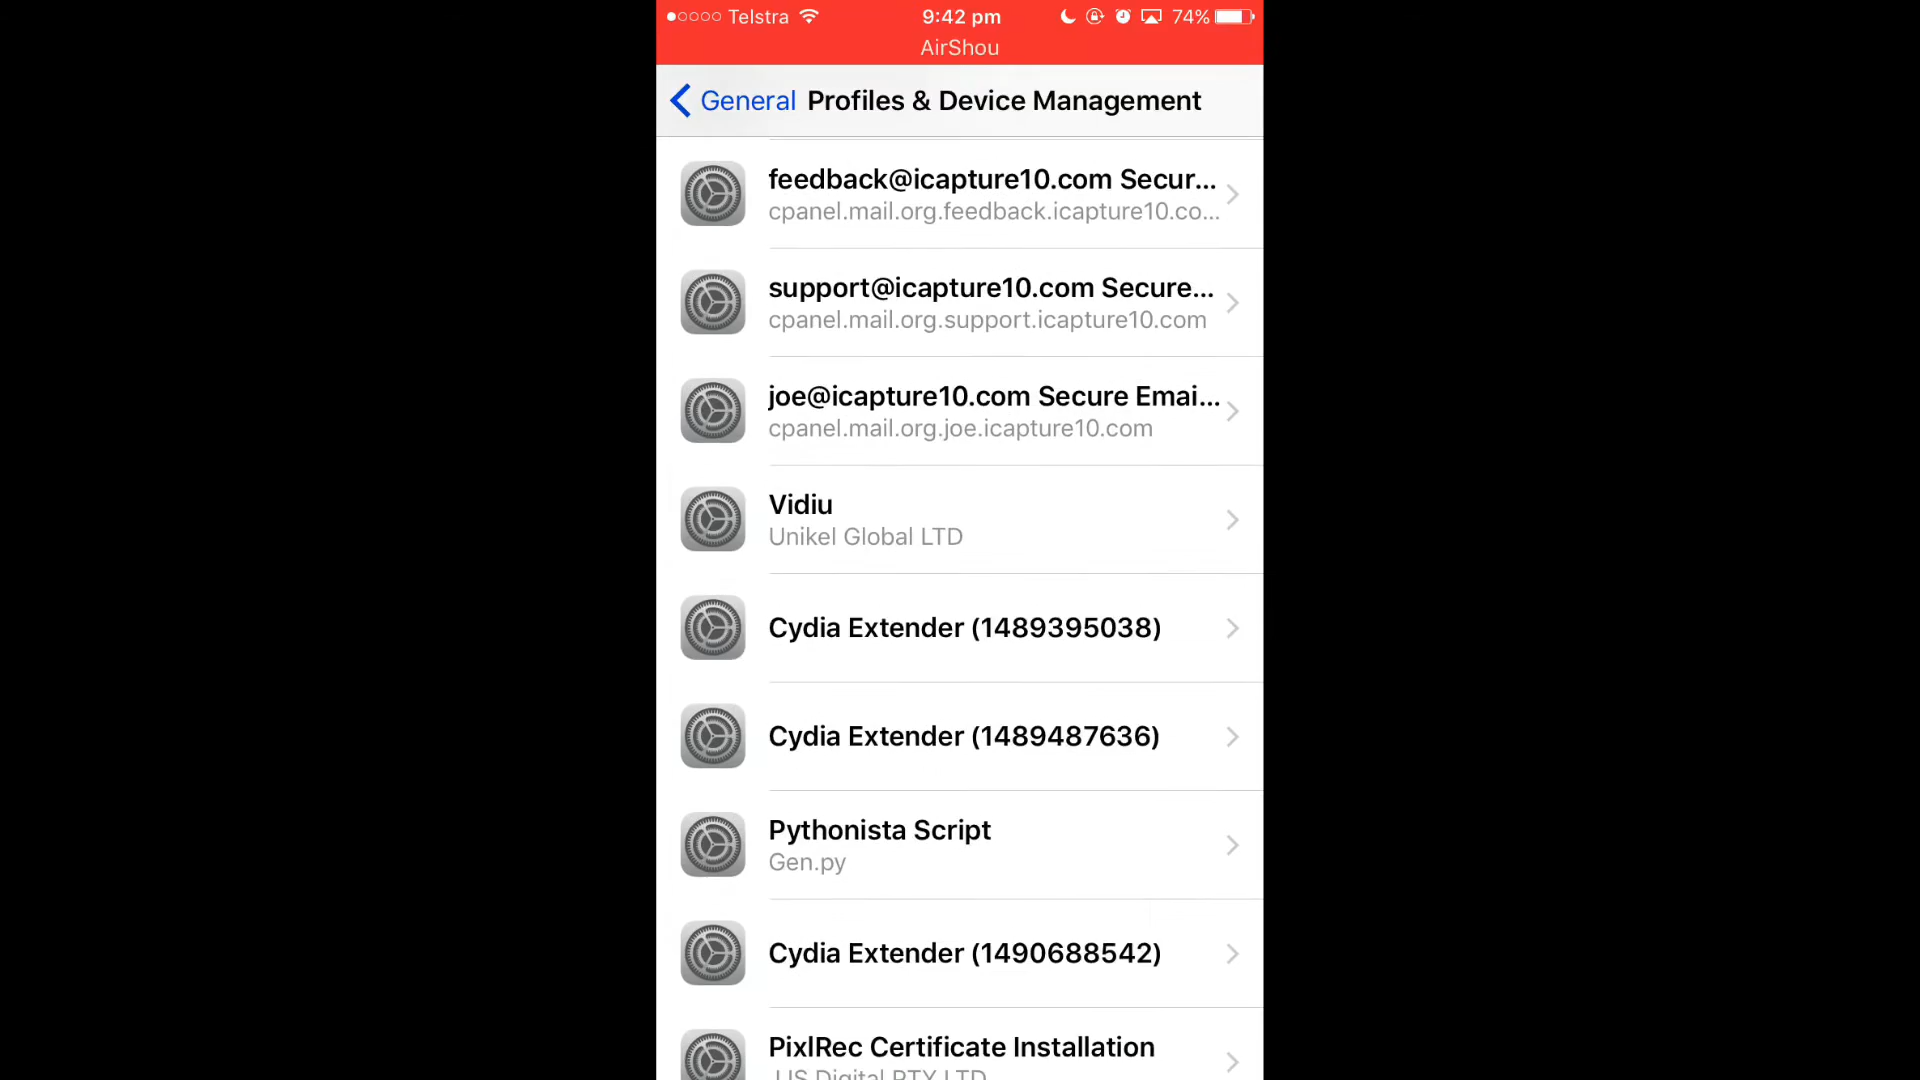 Telstra 9:42 pm 74%
AirShou
General Profiles & Device Management
feedback@icapture10.com Secur...
cpanel.mail.org.feedback.icapture10.co...
support@icapture10.com Secure...
cpanel.mail.org.support.icapture10.com
joe@icapture10.com Secure Emai...
cpanel.mail.org.joe.icapture10.com
Vidiu
Unikel Global LTD
Cydia Extender (1489395038)
Cydia Extender (1489487636)
Pythonista Script
Gen.py
Cydia Extender (1490688542)
PixlRec Certificate Installation
Digital PTY LTD